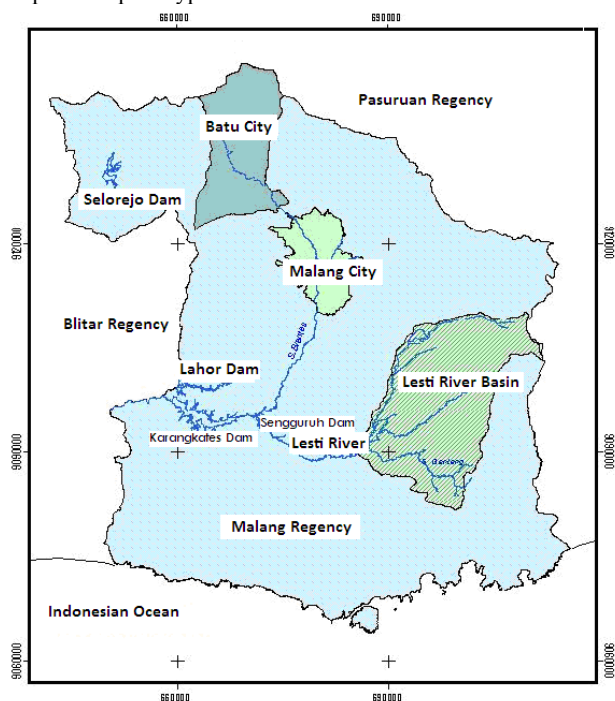 660000 690000
Pasuruan Regency
Batu City
Selorejo Dam
9120000 9120000
Malang City
Blitar Regency
S.Brantas
Lahor Dam
Lesti River Basin
Sengguruh Dam
Karangkates Dam
Lesti River
9090000 9090000
S. Genteng
Malang Regency
Indonesian Ocean
9060000 9060000
660000 690000